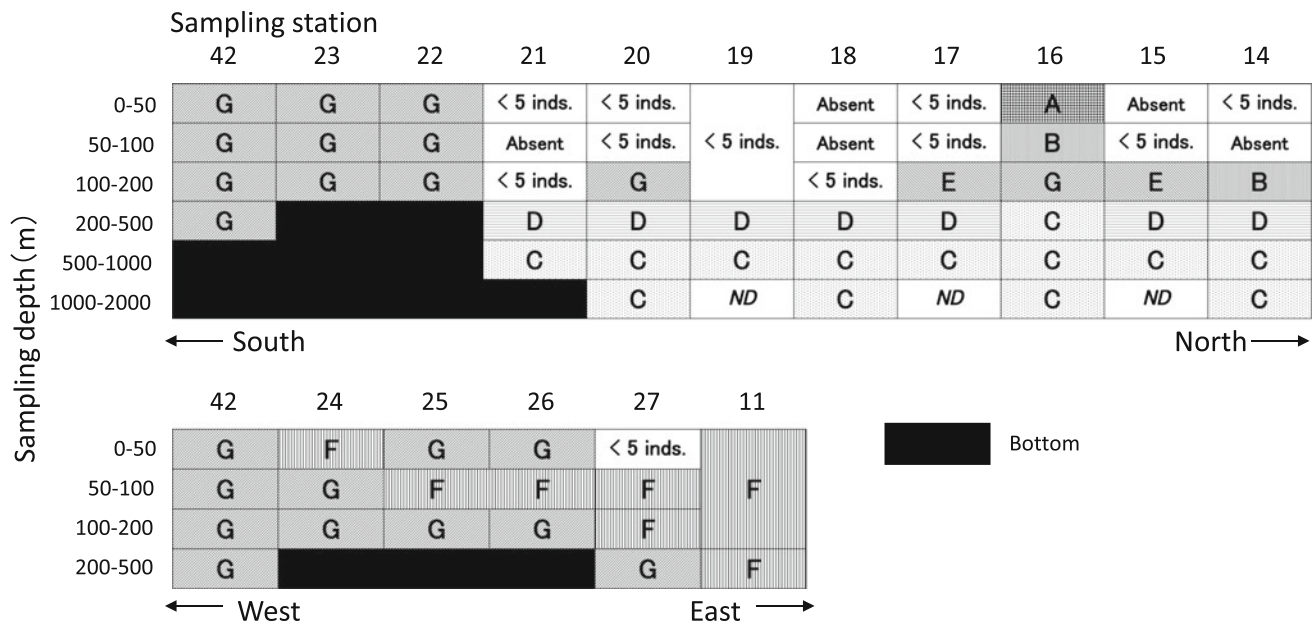 Sampling station
42 23 22 21 20 19 18 17 16 15 14
0-50 G G G < 5 inds. < 5 inds. Absent < 5 inds. A Absent < 5 inds.
50-100 G G G Absent < 5 inds. < 5 inds. Absent < 5 inds. B < 5 inds. Absent
100-200 G G G < 5 inds. G < 5 inds. E G E B
200-500 G D D D D D C D D
500-1000 C C C C C C C C
1000-2000 C ND C ND C ND C
South North
Sampling depth (m)
42 24 25 26 27 11
0-50 G F G G < 5 inds.
50-100 G G F F F F
100-200 G G G G F
200-500 G G F
West East
Bottom